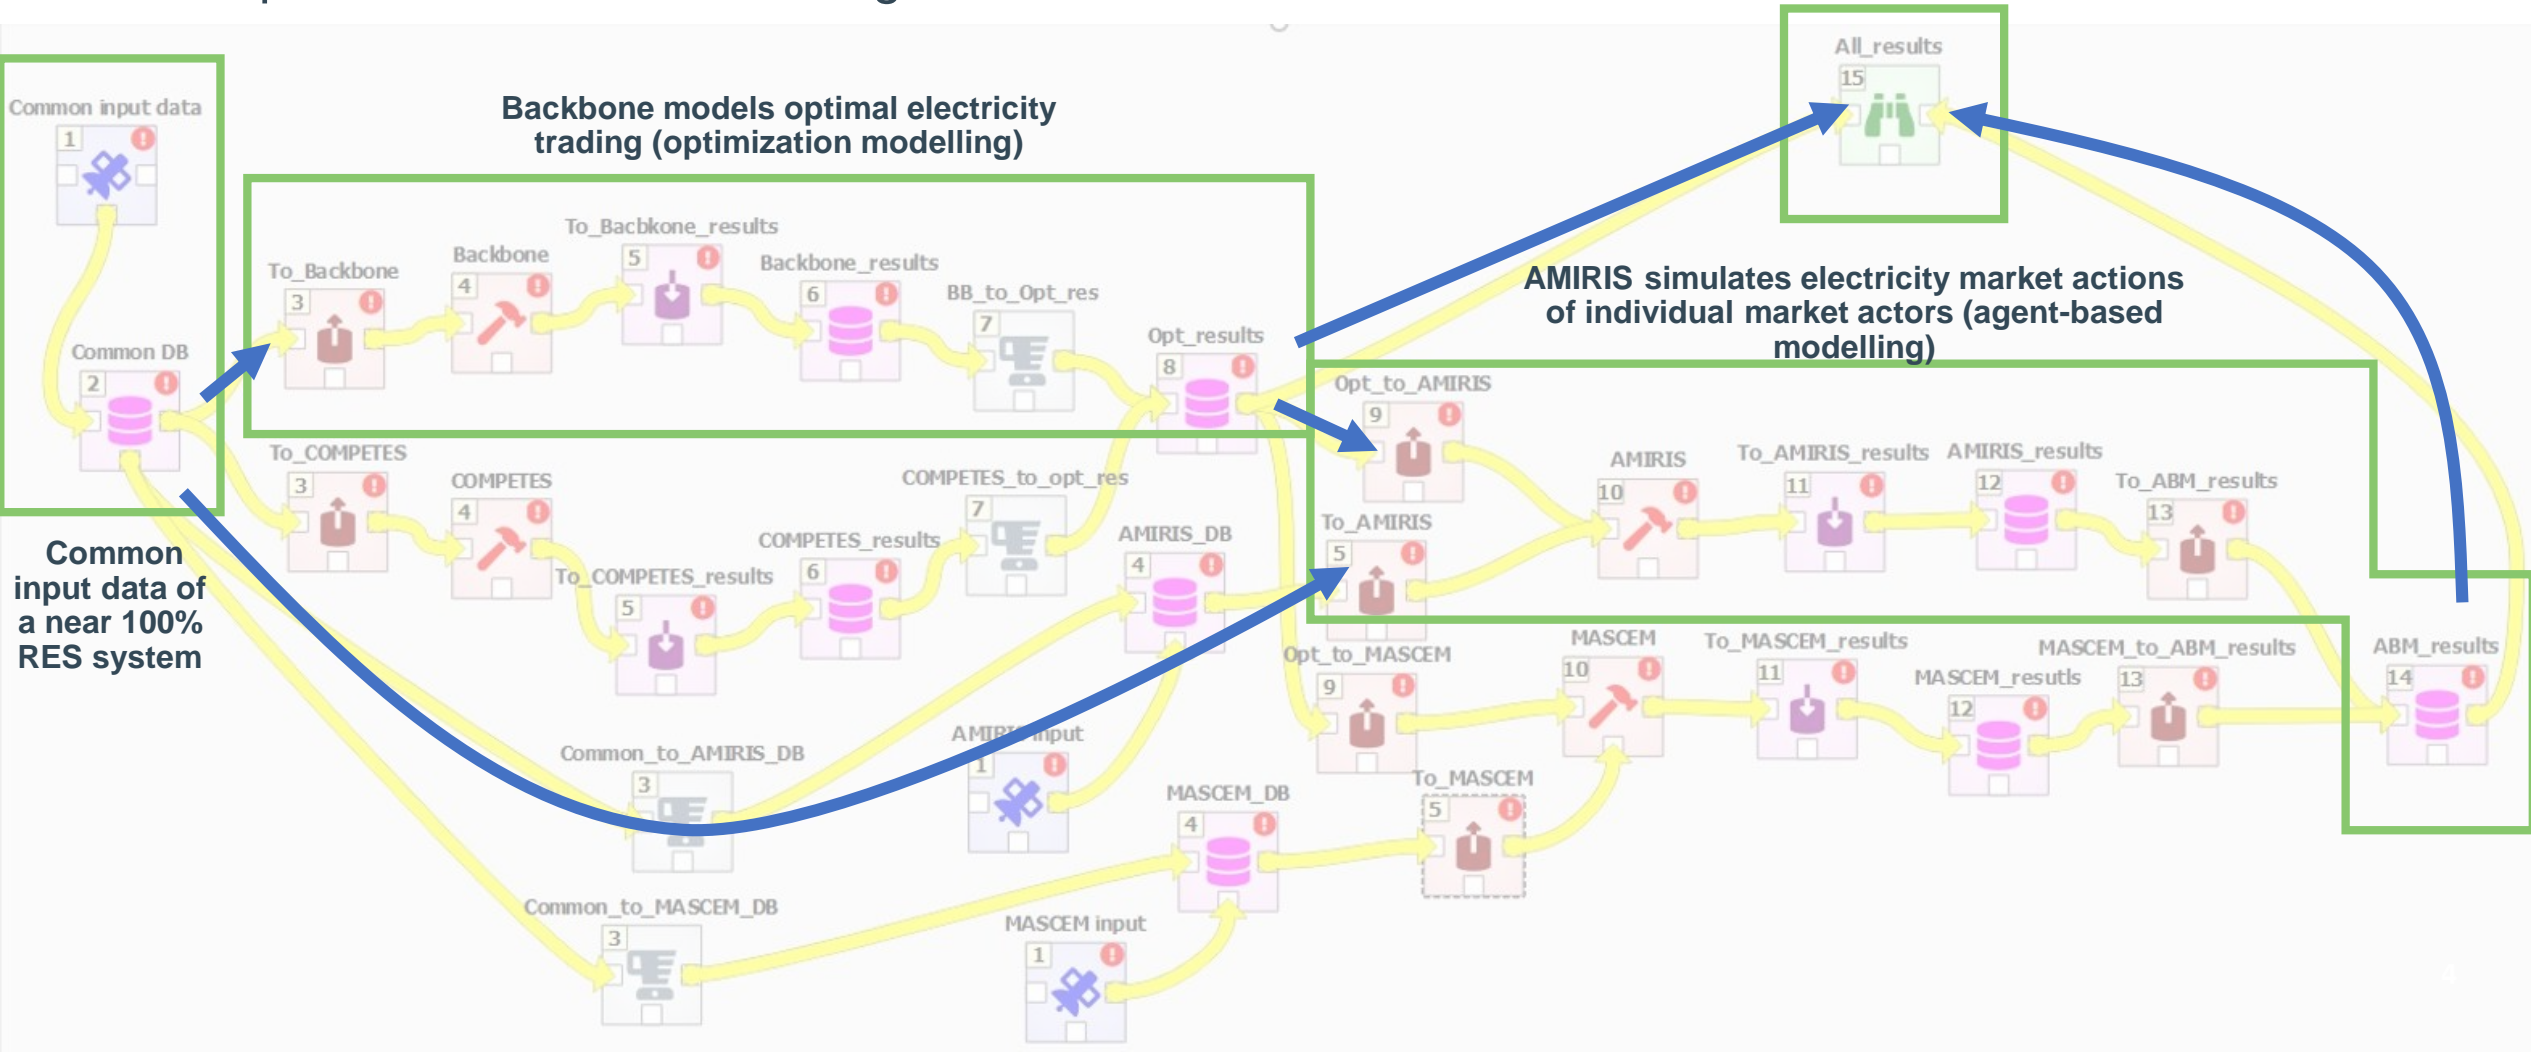 All_results
15
Common input data
1
Backbone models optimal electricity
trading (optimization modelling)
To_Bacbkone_results
5
Backbone
4
To_Backbone
3
Backbone_results
6
BB_to_Opt_res
7
Opt_results
8
AMIRIS simulates electricity market actions
of individual market actors (agent-based
modelling)
Common DB
2
Opt_to_AMIRIS
9
To_COMPETES
3
COMPETES
4
COMPETES_to_opt_res
7
AMIRIS
10
To_AMIRIS_results
11
AMIRIS_results
12
To_ABM_results
13
To_AMIRIS
5
AMIRIS_DB
4
COMPETES_results
6
To_COMPETES_results
5
Common
input data of
a near 100%
RES system
Opt_to_MASCEM
9
MASCEM
10
To_MASCEM_results
11
MASCEM_resutls
12
MASCEM_to_ABM_results
13
ABM_results
14
Common_to_AMIRIS_DB
3
AMIRIS input
1
MASCEM_DB
4
To_MASCEM
5
Common_to_MASCEM_DB
3
MASCEM input
1
4